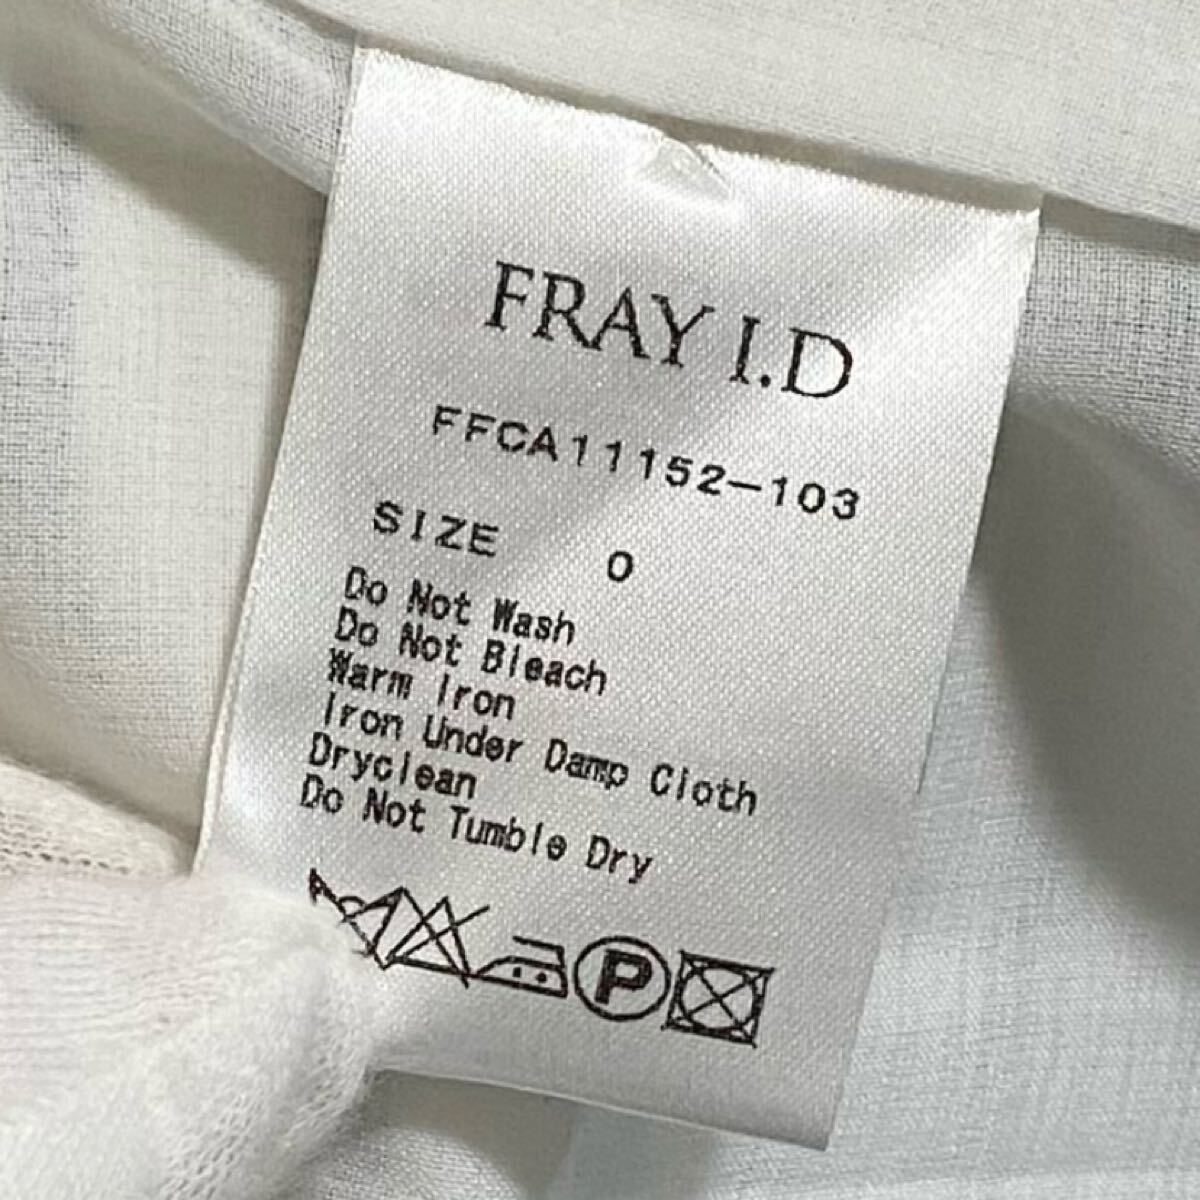 FRAY I.D
FFCA11152-103
SIZE 0
Do Not Wash
Do Not Bleach
Warm Iron
Iron Under Damp Cloth
Dryclean
Do Not Tumble Dry
P